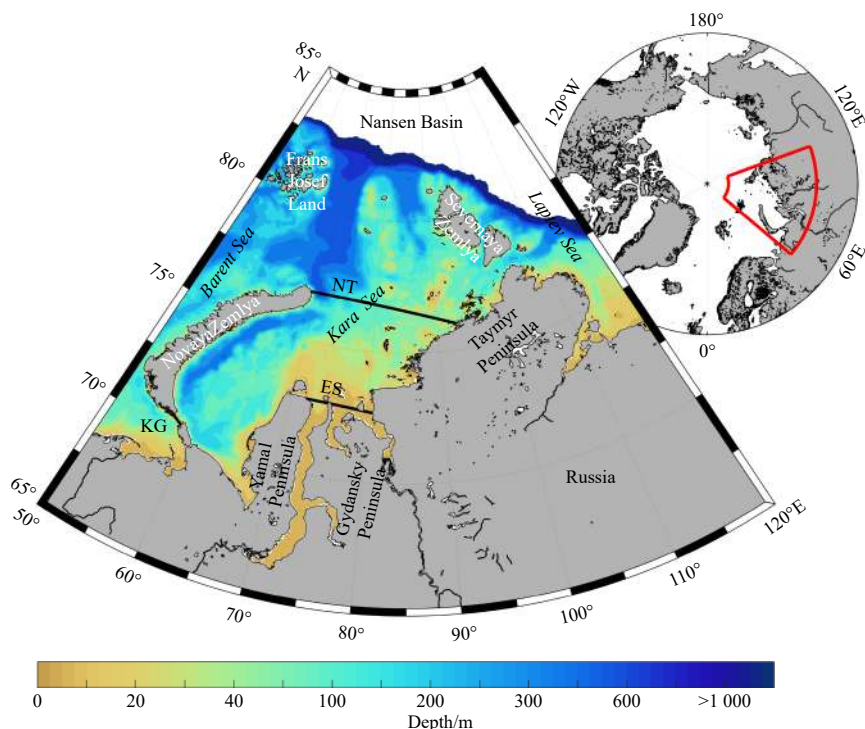 180°
120°W
120°E
60°E
0°
85°
N
80°
75°
70°
65°
50°
60°
70°
80°
90°
100°
110°
120°E
Nansen Basin
Frans
Josef
Land
Severnaya
Zemlya
Laptev Sea
Barent Sea
NT
Kara Sea
NovayaZemlya
Taymyr
Peninsula
ES
KG
Yamal
Peninsula
Gydansky
Peninsula
Russia
0
20
40
100
200
300
600
>1 000
Depth/m